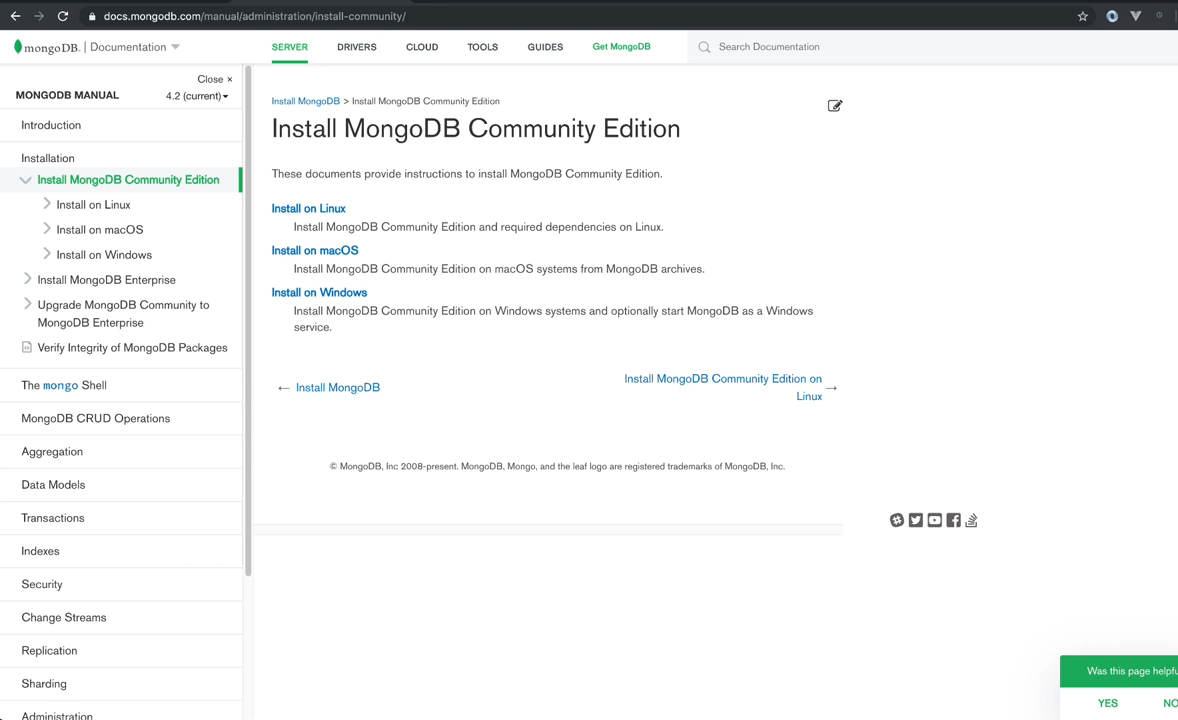 docs.mongodb.com/manual/administration/install-community/
mongoDB. | Documentation
SERVER
DRIVERS
CLOUD
TOOLS
GUIDES
Get MongoDB
Search Documentation
Close ×
MONGODB MANUAL
4.2 (current)
Introduction
Installation
Install MongoDB Community Edition
Install on Linux
Install on macOS
Install on Windows
Install MongoDB Enterprise
Upgrade MongoDB Community to
MongoDB Enterprise
Verify Integrity of MongoDB Packages
The mongo Shell
MongoDB CRUD Operations
Aggregation
Data Models
Transactions
Indexes
Security
Change Streams
Replication
Sharding
Administration
Install MongoDB > Install MongoDB Community Edition
Install MongoDB Community Edition
These documents provide instructions to install MongoDB Community Edition.
Install on Linux
Install MongoDB Community Edition and required dependencies on Linux.
Install on macOS
Install MongoDB Community Edition on macOS systems from MongoDB archives.
Install on Windows
Install MongoDB Community Edition on Windows systems and optionally start MongoDB as a Windows
service.
← Install MongoDB
Install MongoDB Community Edition on
Linux →
© MongoDB, Inc 2008-present. MongoDB, Mongo, and the leaf logo are registered trademarks of MongoDB, Inc.
Was this page
YES